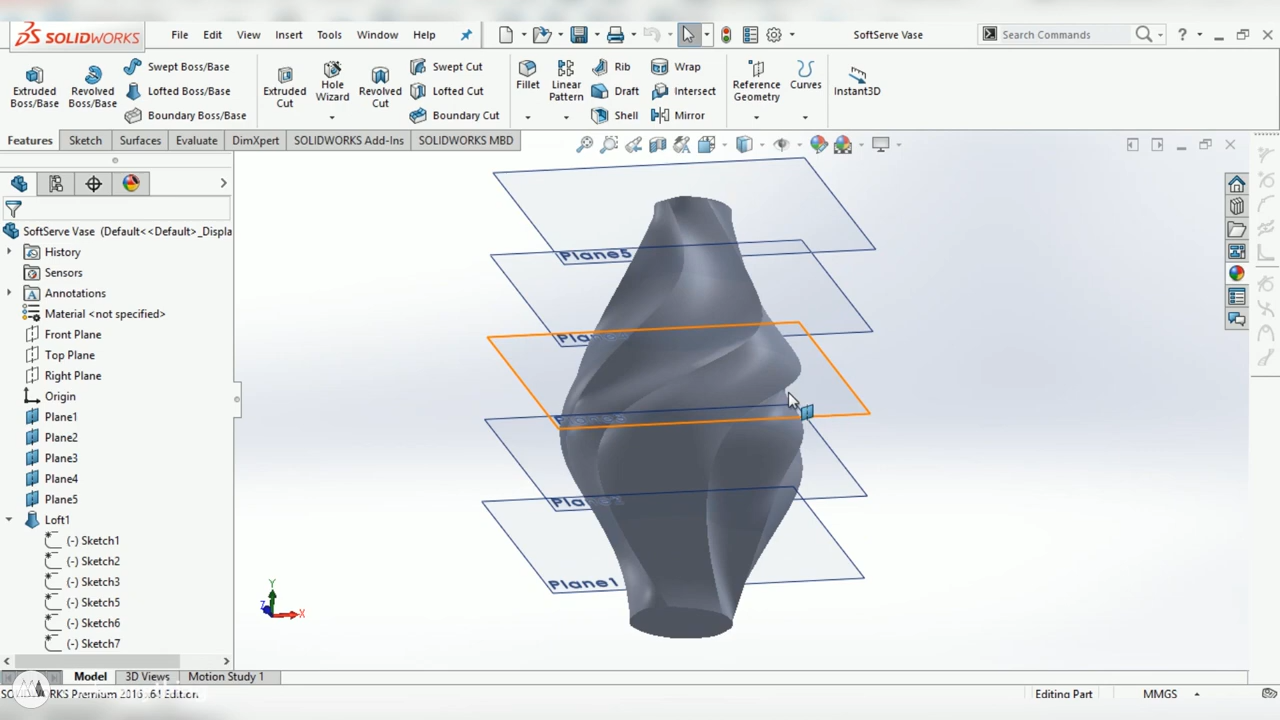 SOLIDWORKS File Edit View Insert Tools Window Help SoftServe Vase Search Commands ?
Extruded Boss/Base Revolved Boss/Base Swept Boss/Base Lofted Boss/Base Boundary Boss/Base
Extruded Cut Hole Wizard Revolved Cut Swept Cut Lofted Cut Boundary Cut
Fillet Linear Pattern Rib Draft Shell Wrap Intersect Mirror
Reference Geometry Curves Instant3D
Features Sketch Surfaces Evaluate DimXpert SOLIDWORKS Add-Ins SOLIDWORKS MBD
SoftServe Vase (Default<<Default>_Displa
History
Sensors
Annotations
Material <not specified>
Front Plane
Top Plane
Right Plane
Origin
Plane1
Plane2
Plane3
Plane4
Plane5
Loft1
(-) Sketch1
(-) Sketch2
(-) Sketch3
(-) Sketch5
(-) Sketch6
(-) Sketch7
Plane5
Plane1
Y
Z X
Model 3D Views Motion Study 1
Editing Part MMGS